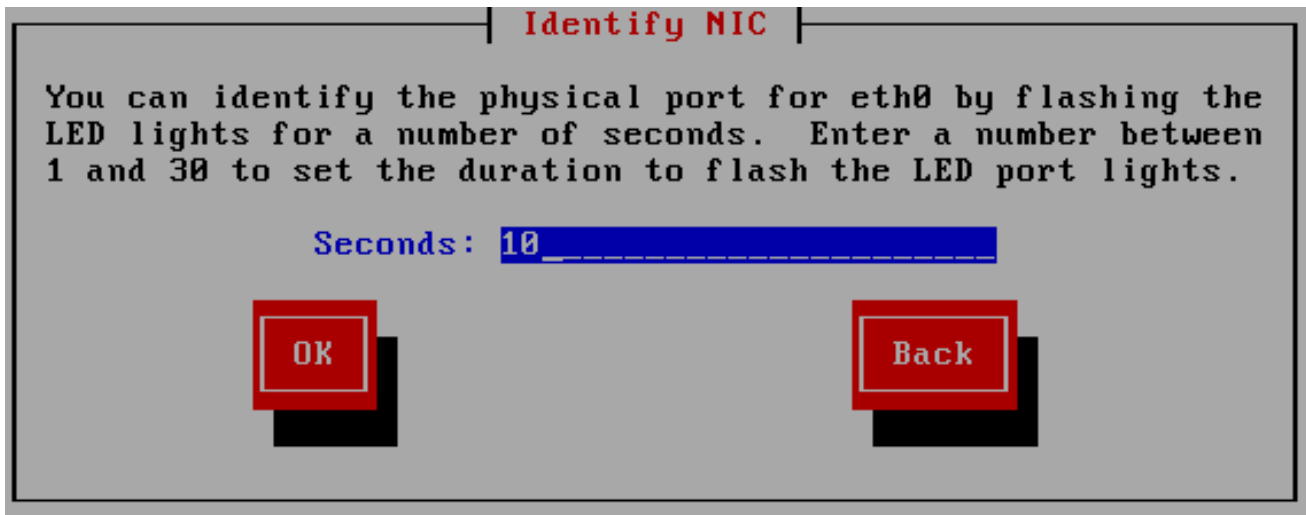 Identify NIC
You can identify the physical port for eth0 by flashing the
LED lights for a number of seconds.  Enter a number between
1 and 30 to set the duration to flash the LED port lights.
Seconds: 10_______________________
OK Back